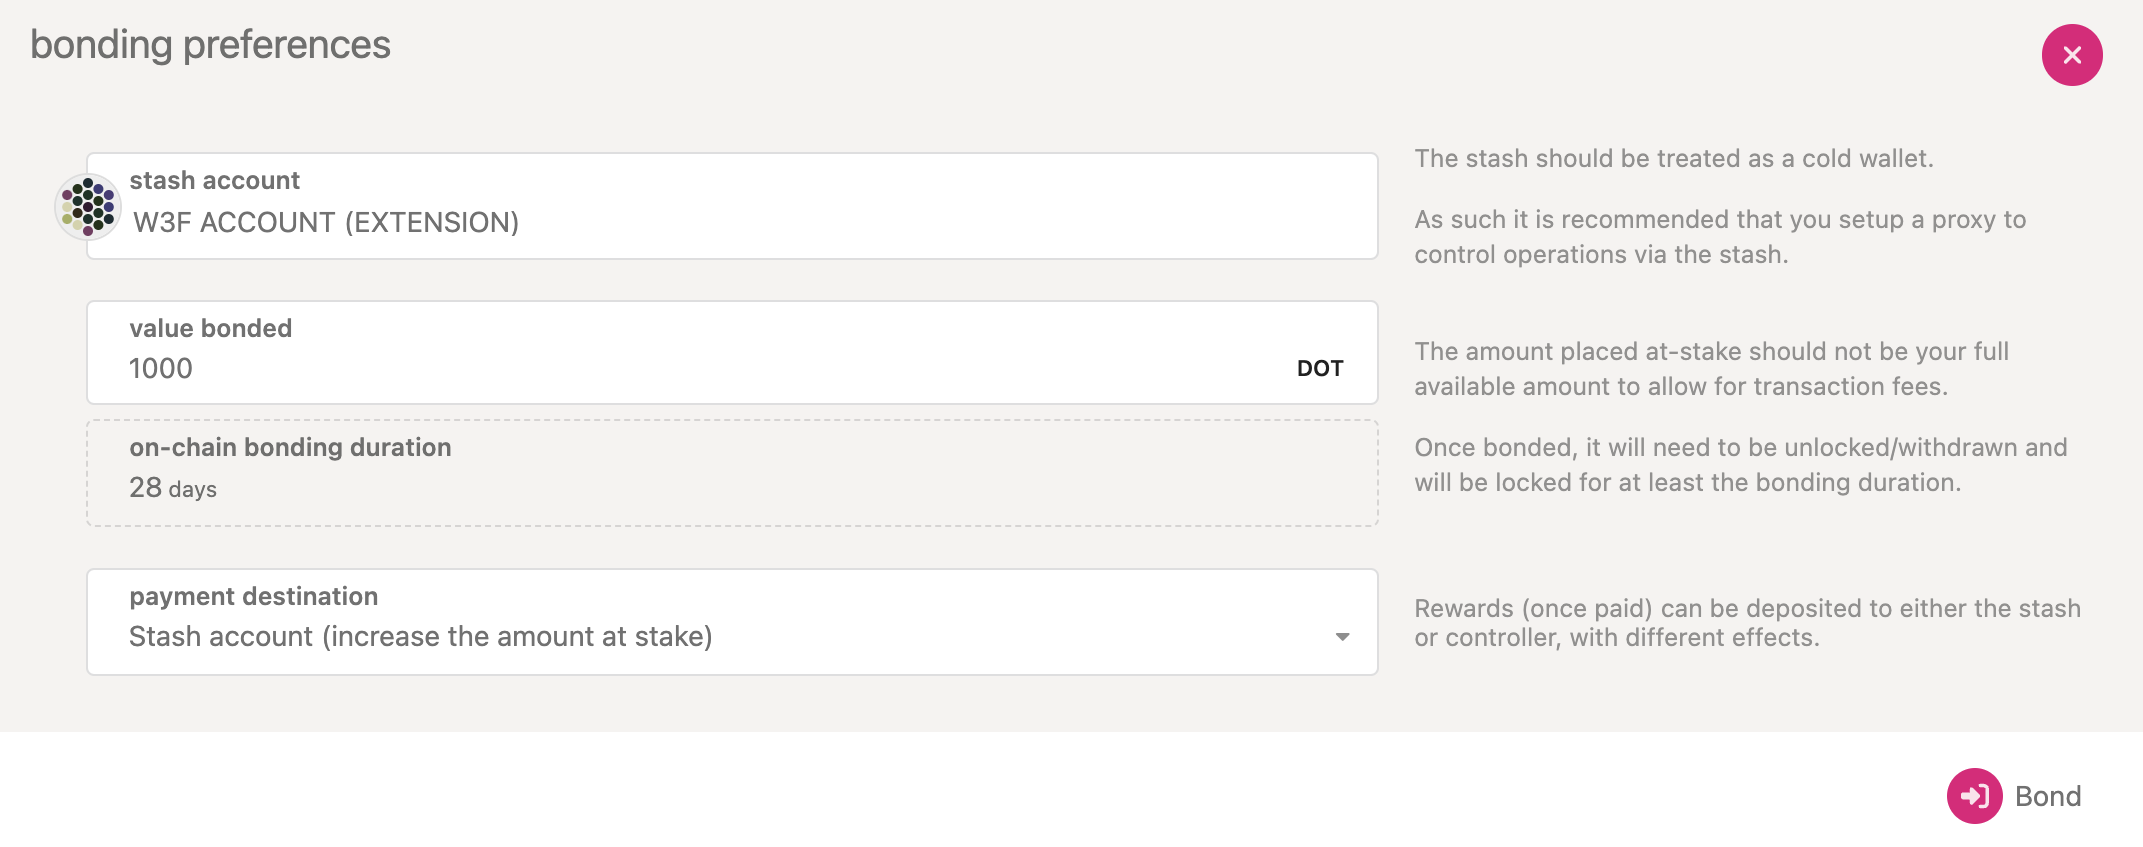 bonding preferences
stash account
W3F ACCOUNT (EXTENSION)
The stash should be treated as a cold wallet.
As such it is recommended that you setup a proxy to
control operations via the stash.
value bonded
1000
DOT
The amount placed at-stake should not be your full
available amount to allow for transaction fees.
on-chain bonding duration
28 days
Once bonded, it will need to be unlocked/withdrawn and
will be locked for at least the bonding duration.
payment destination
Stash account (increase the amount at stake)
Rewards (once paid) can be deposited to either the stash
or controller, with different effects.
Bond